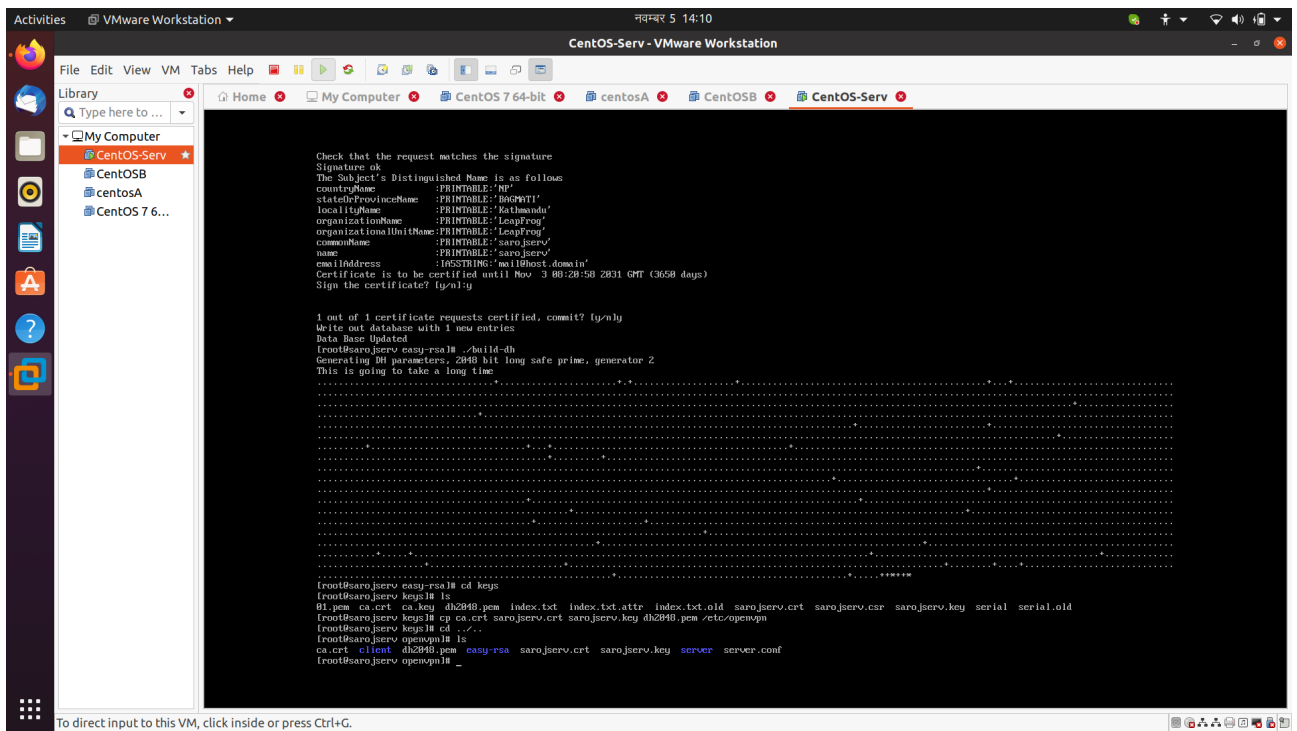 Activities VMware Workstation नवम्बर 5 14:10
CentOS-Serv - VMware Workstation
File Edit View VM Tabs Help
Library
Type here to ...
My Computer
CentOS-Serv
CentOSB
centosA
CentOS 7 6...
Home My Computer CentOS 7 64-bit centosA CentOSB CentOS-Serv
Check that the request matches the signature
Signature ok
The Subject's Distinguished Name is as follows
countryName :PRINTABLE:'NP'
stateOrProvinceName :PRINTABLE:'BAGMATI'
localityName :PRINTABLE:'Kathmandu'
organizationName :PRINTABLE:'LeapFrog'
organizationalUnitName:PRINTABLE:'LeapFrog'
commonName :PRINTABLE:'sarojserv'
name :PRINTABLE:'sarojserv'
emailAddress :IA5STRING:'mail@host.domain'
Certificate is to be certified until Nov 3 08:20:58 2031 GMT (3650 days)
Sign the certificate? [y/n]:y
1 out of 1 certificate requests certified, commit? [y/n]y
Write out database with 1 new entries
Data Base Updated
[root@sarojserv easy-rsa]# ./build-dh
Generating DH parameters, 2048 bit long safe prime, generator 2
This is going to take a long time
[root@sarojserv easy-rsa]# cd keys
[root@sarojserv keys]# ls
01.pem ca.crt ca.key dh2048.pem index.txt index.txt.attr index.txt.old sarojserv.crt sarojserv.csr sarojserv.key serial serial.old
[root@sarojserv keys]# cp ca.crt sarojserv.crt sarojserv.key dh2048.pem /etc/openvpn
[root@sarojserv keys]# cd ../..
[root@sarojserv openvpn]# ls
ca.crt client dh2048.pem easy-rsa sarojserv.crt sarojserv.key server server.conf
[root@sarojserv openvpn]# _
To direct input to this VM, click inside or press Ctrl+G.